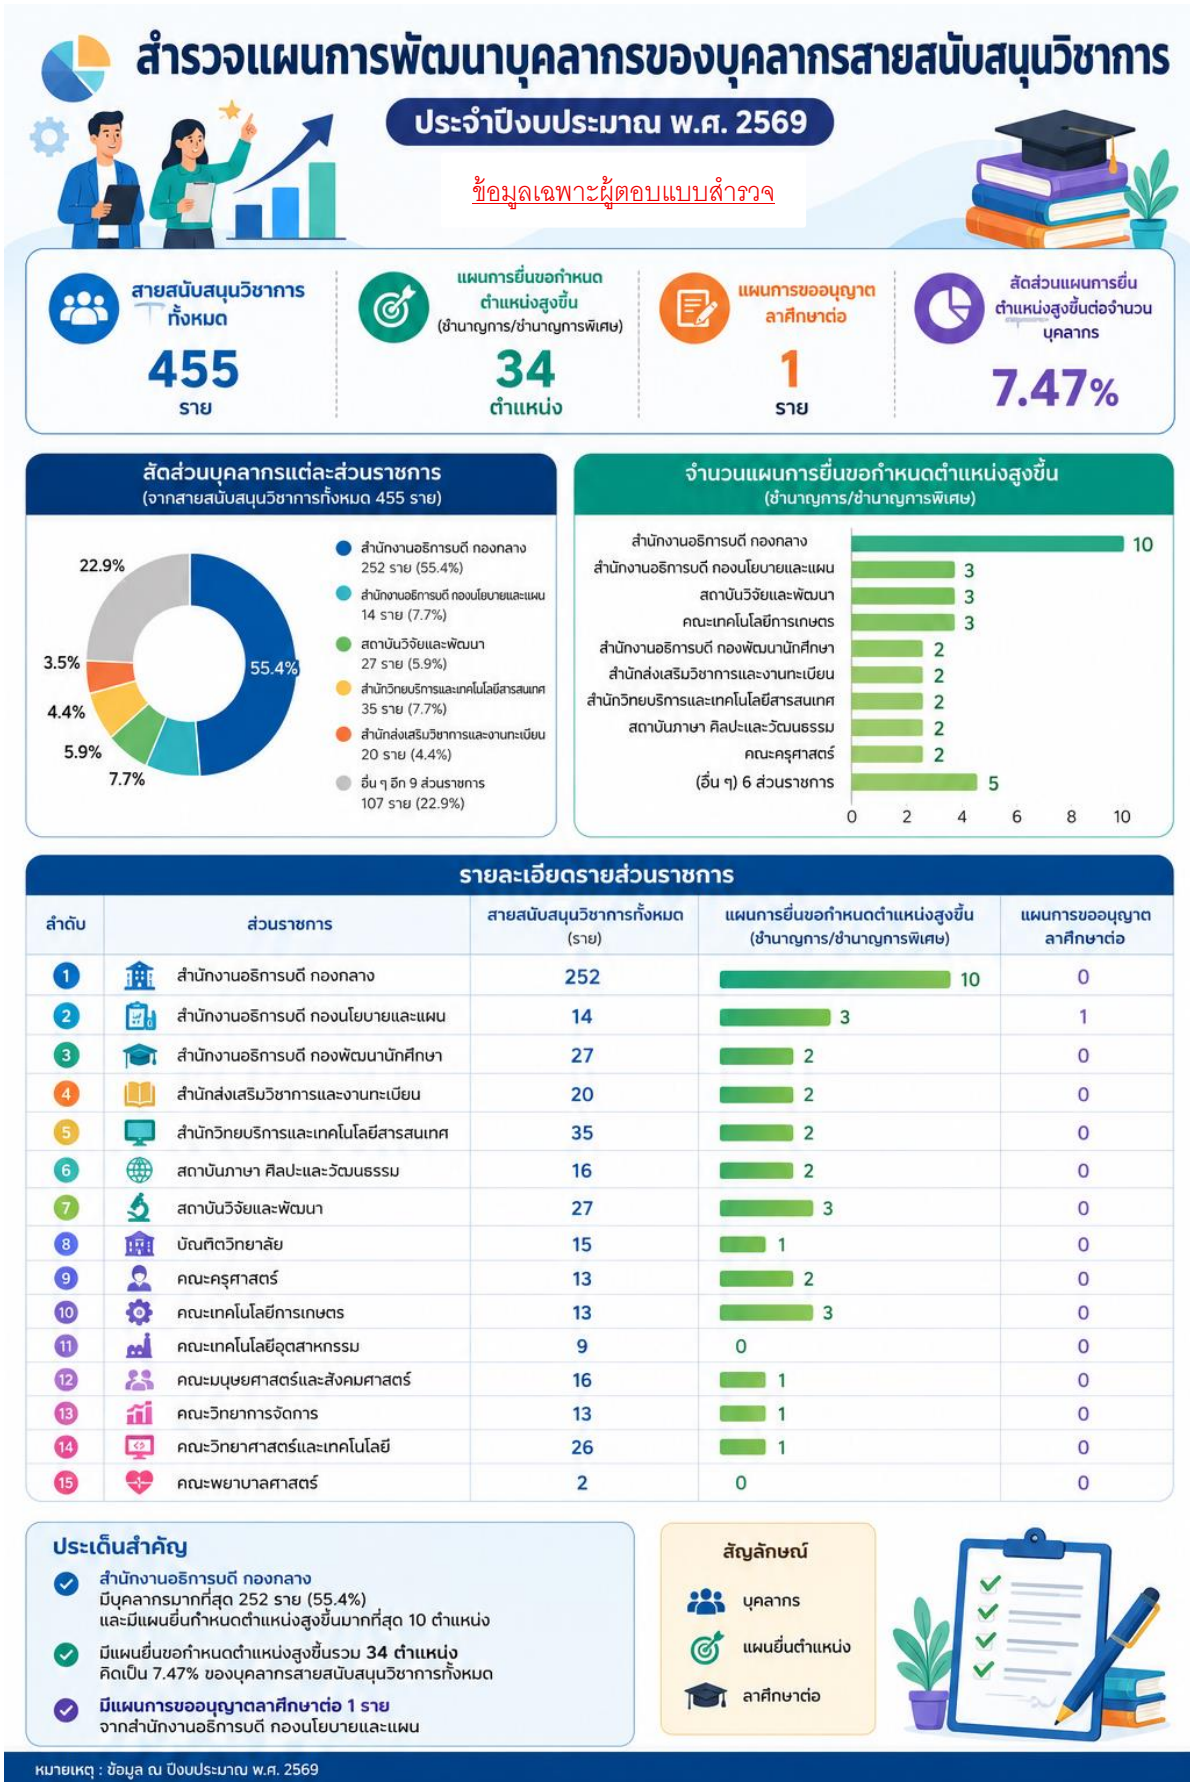 สำรวจแผนการพัฒนาบุคลากรของบุคลากรสายสนับสนุนวิชาการ
ประจำปีงบประมาณ พ.ศ. 2569
ข้อมูลเฉพาะผู้ตอบแบบสำรวจ
สายสนับสนุนวิชาการ
ทั้งหมด
455
ราย
แผนการยื่นขอกำหนด
ตำแหน่งสูงขึ้น
(ชำนาญการ/ชำนาญการพิเศษ)
34
ตำแหน่ง
แผนการขออนุญาต
ลาศึกษาต่อ
1
ราย
สัดส่วนแผนการยื่น
ตำแหน่งสูงขึ้นต่อจำนวน
บุคลากร
7.47%
สัดส่วนบุคลากรแต่ละส่วนราชการ
(จากสายสนับสนุนวิชาการทั้งหมด 455 ราย)
22.9%
3.5%
4.4%
5.9%
7.7%
55.4%
สำนักงานอธิการบดี กองกลาง
252 ราย (55.4%)
สำนักงานอธิการบดี กองนโยบายและแผน
14 ราย (7.7%)
สถาบันวิจัยและพัฒนา
27 ราย (5.9%)
สำนักวิทยบริการและเทคโนโลยีสารสนเทศ
35 ราย (7.7%)
สำนักส่งเสริมวิชาการและงานทะเบียน
20 ราย (4.4%)
อื่น ๆ อีก 9 ส่วนราชการ
107 ราย (22.9%)
จำนวนแผนการยื่นขอกำหนดตำแหน่งสูงขึ้น
(ชำนาญการ/ชำนาญการพิเศษ)
สำนักงานอธิการบดี กองกลาง 10
สำนักงานอธิการบดี กองนโยบายและแผน 3
สถาบันวิจัยและพัฒนา 3
คณะเทคโนโลยีการเกษตร 3
สำนักงานอธิการบดี กองพัฒนานักศึกษา 2
สำนักส่งเสริมวิชาการและงานทะเบียน 2
สำนักวิทยบริการและเทคโนโลยีสารสนเทศ 2
สถาบันภาษา ศิลปะและวัฒนธรรม 2
คณะครุศาสตร์ 2
(อื่น ๆ) 6 ส่วนราชการ 5
0 2 4 6 8 10
รายละเอียดรายส่วนราชการ
ลำดับ ส่วนราชการ สายสนับสนุนวิชาการทั้งหมด (ราย) แผนการยื่นขอกำหนดตำแหน่งสูงขึ้น (ชำนาญการ/ชำนาญการพิเศษ) แผนการขออนุญาต ลาศึกษาต่อ
1 สำนักงานอธิการบดี กองกลาง 252 10 0
2 สำนักงานอธิการบดี กองนโยบายและแผน 14 3 1
3 สำนักงานอธิการบดี กองพัฒนานักศึกษา 27 2 0
4 สำนักส่งเสริมวิชาการและงานทะเบียน 20 2 0
5 สำนักวิทยบริการและเทคโนโลยีสารสนเทศ 35 2 0
6 สถาบันภาษา ศิลปะและวัฒนธรรม 16 2 0
7 สถาบันวิจัยและพัฒนา 27 3 0
8 บัณฑิตวิทยาลัย 15 1 0
9 คณะครุศาสตร์ 13 2 0
10 คณะเทคโนโลยีการเกษตร 13 3 0
11 คณะเทคโนโลยีอุตสาหกรรม 9 0 0
12 คณะมนุษยศาสตร์และสังคมศาสตร์ 16 1 0
13 คณะวิทยาการจัดการ 13 1 0
14 คณะวิทยาศาสตร์และเทคโนโลยี 26 1 0
15 คณะพยาบาลศาสตร์ 2 0 0
ประเด็นสำคัญ
สำนักงานอธิการบดี กองกลาง
มีบุคลากรมากที่สุด 252 ราย (55.4%)
และมีแผนยื่นกำหนดตำแหน่งสูงขึ้นมากที่สุด 10 ตำแหน่ง
มีแผนยื่นขอกำหนดตำแหน่งสูงขึ้นรวม 34 ตำแหน่ง
คิดเป็น 7.47% ของบุคลากรสายสนับสนุนวิชาการทั้งหมด
มีแผนการขออนุญาตลาศึกษาต่อ 1 ราย
จากสำนักงานอธิการบดี กองนโยบายและแผน
สัญลักษณ์
บุคลากร
แผนยื่นตำแหน่ง
ลาศึกษาต่อ
หมายเหตุ : ข้อมูล ณ ปีงบประมาณ พ.ศ. 2569